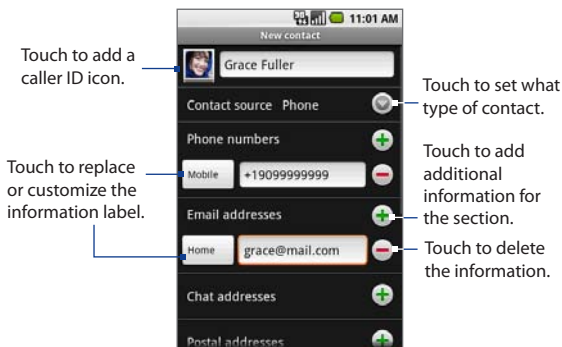 11:01 AM
New contact
Touch to add a
caller ID icon.
Grace Fuller
Contact source Phone
Touch to set what
type of contact.
Phone numbers
Mobile
+19099999999
Touch to replace
or customize the
information label.
Touch to add
additional
information for
the section.
Email addresses
Home
grace@mail.com
Touch to delete
the information.
Chat addresses
Postal addresses